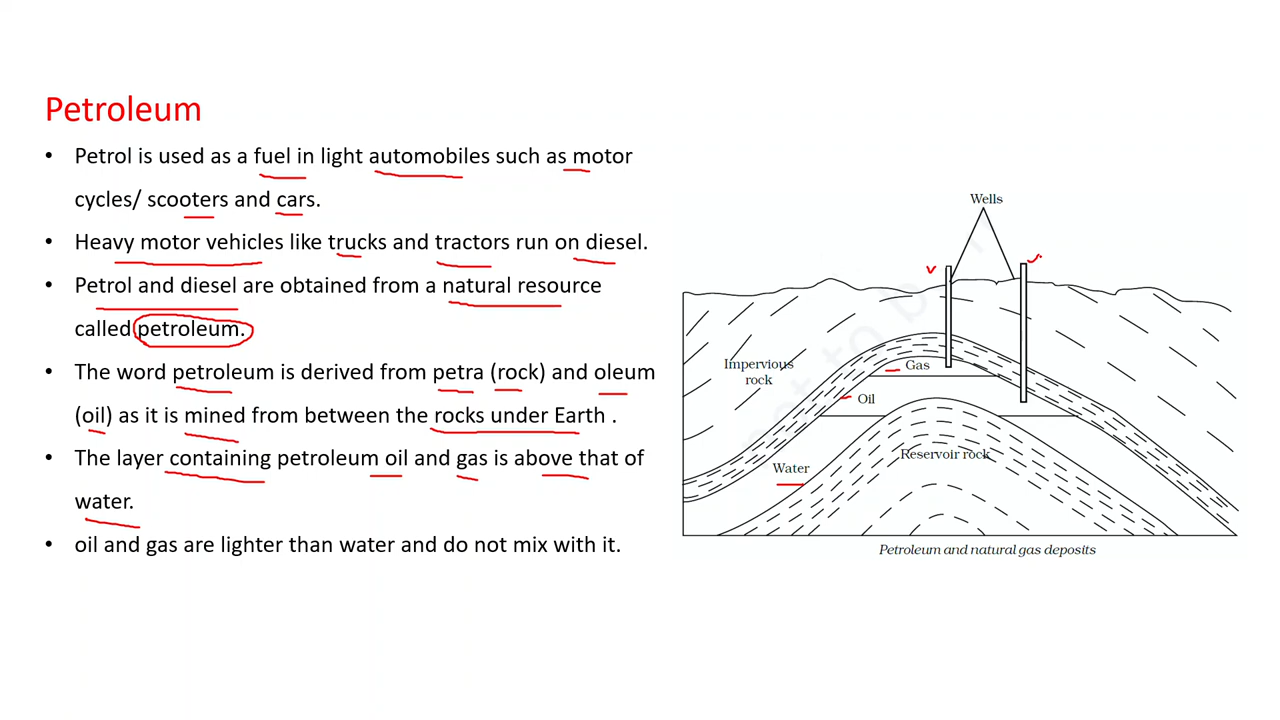 Petroleum
• Petrol is used as a fuel in light automobiles such as motor
cycles/ scooters and cars.
• Heavy motor vehicles like trucks and tractors run on diesel.
• Petrol and diesel are obtained from a natural resource
called petroleum.
• The word petroleum is derived from petra (rock) and oleum
(oil) as it is mined from between the rocks under Earth .
• The layer containing petroleum oil and gas is above that of
water.
• oil and gas are lighter than water and do not mix with it.
Wells
Impervious
rock
Gas
Oil
Reservoir rock
Water
Petroleum and natural gas deposits